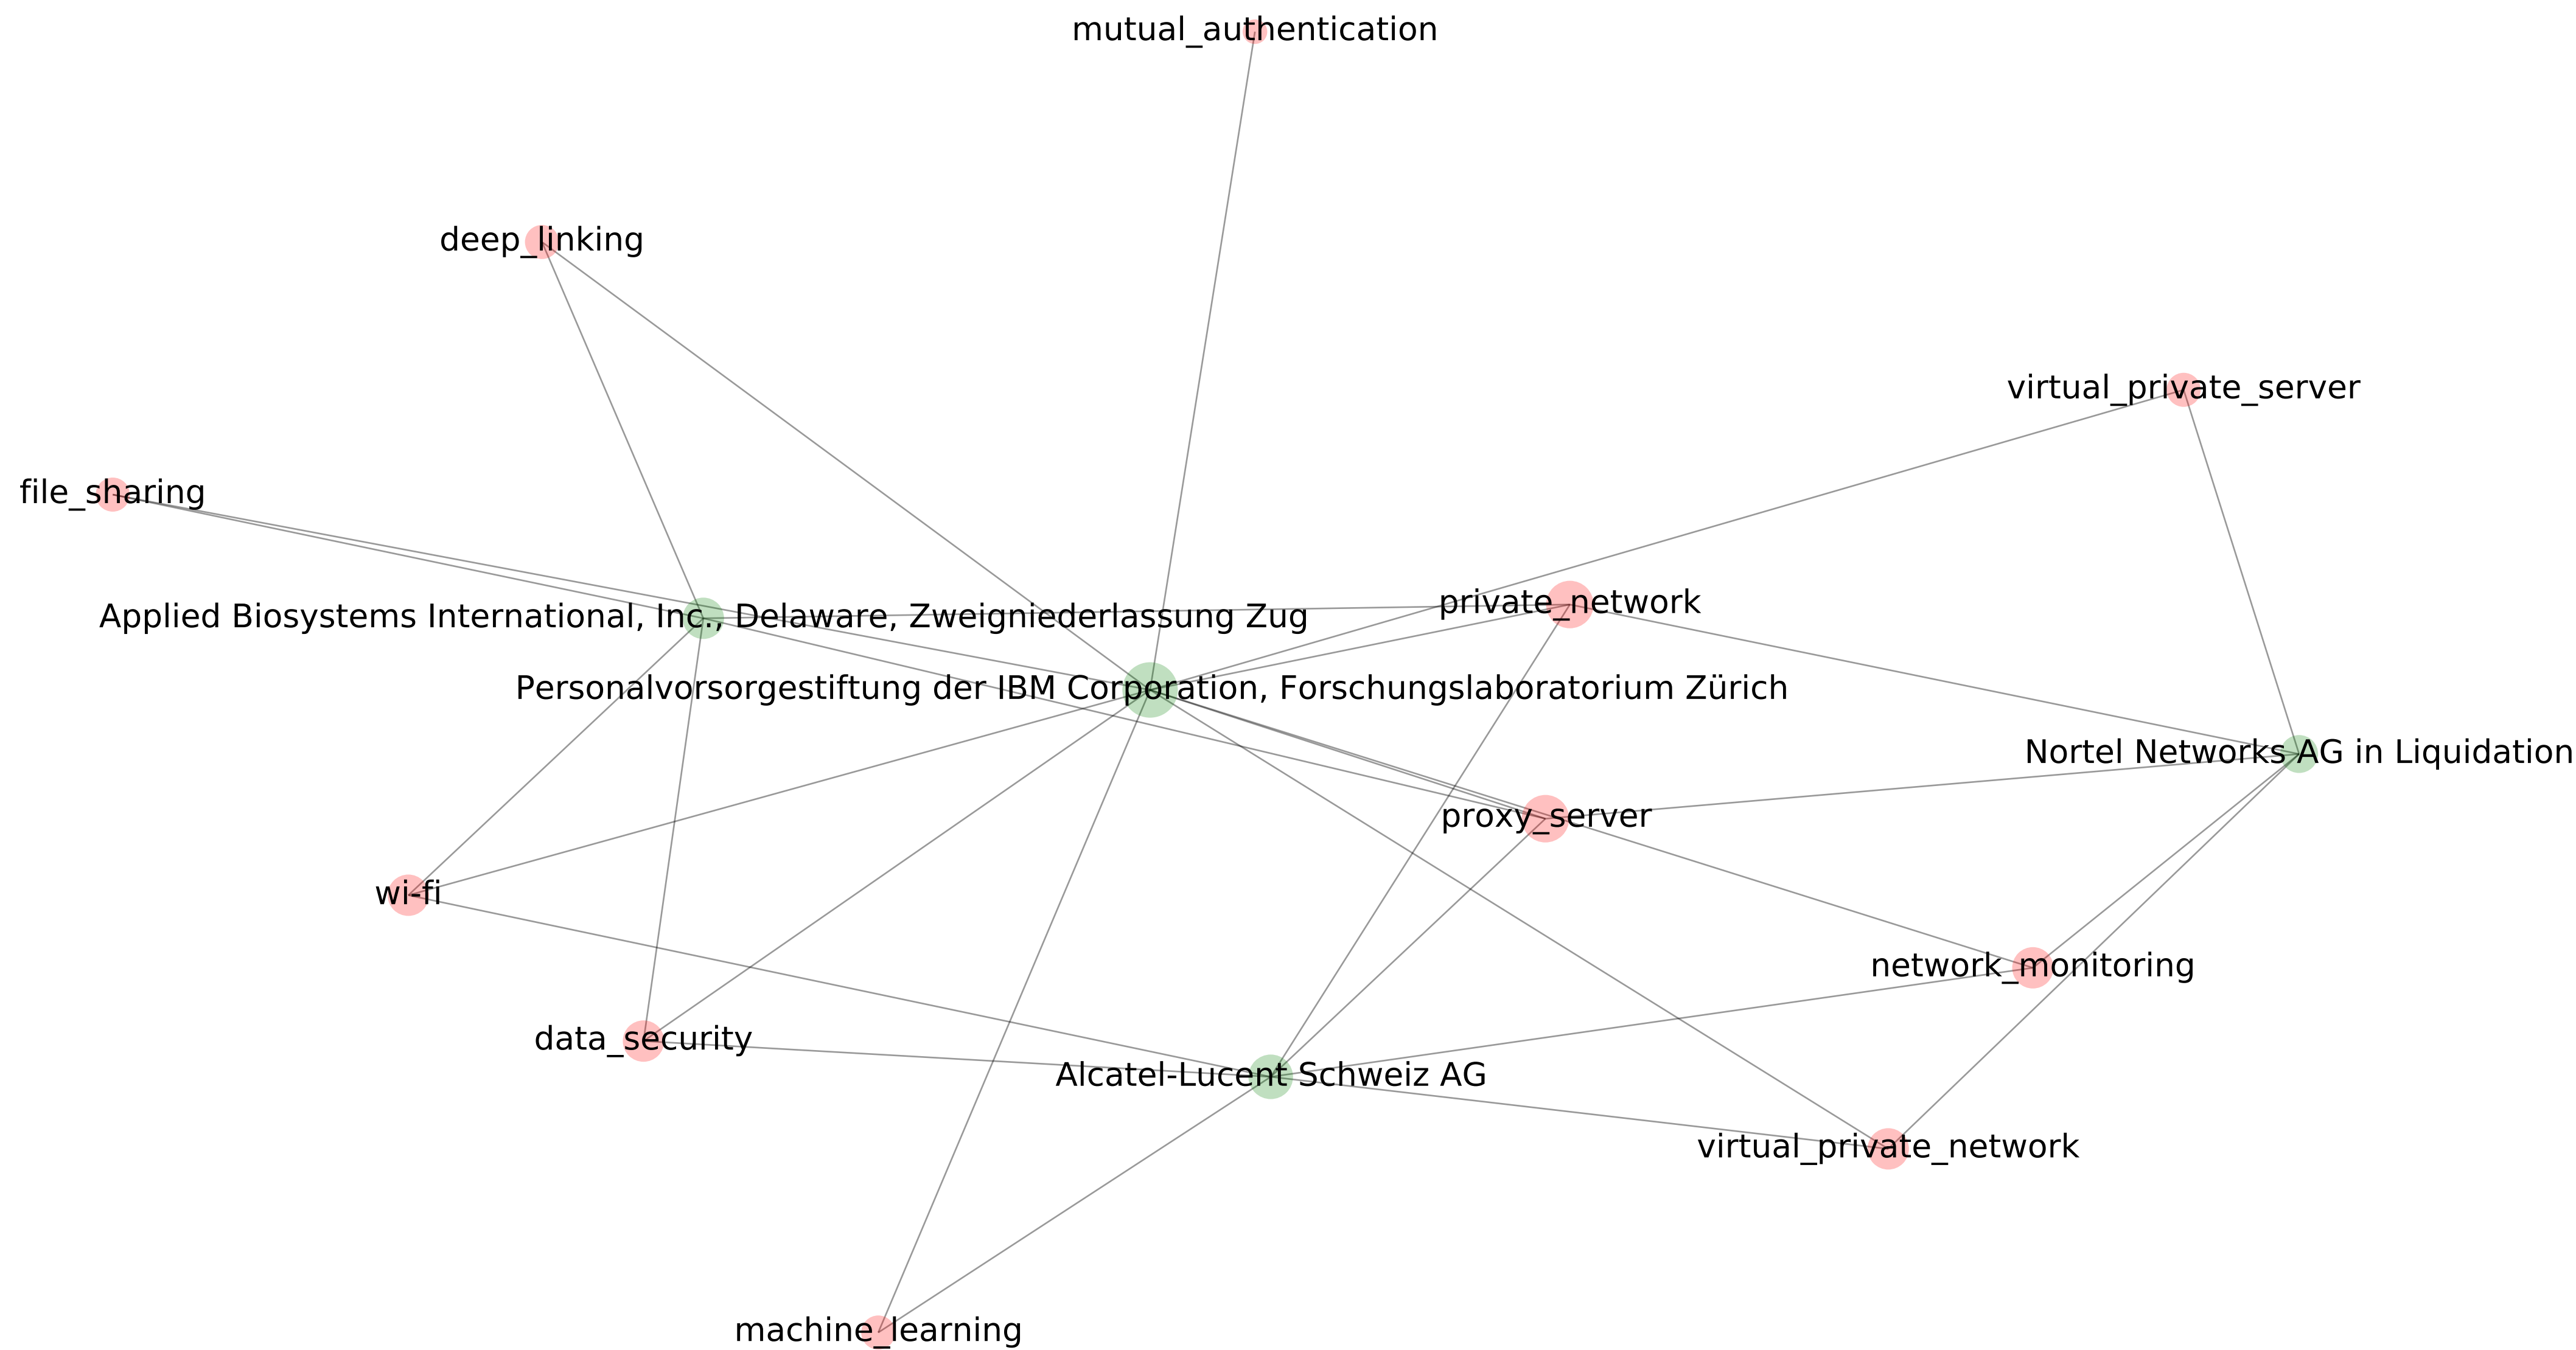 mutual_authentication
deep_linking
virtual_private_server
file_sharing
private_network
Applied Biosystems International, Inc., Delaware, Zweigniederlassung Zug
Personalvorsorgestiftung der IBM Corporation, Forschungslaboratorium Zürich
Nortel Networks AG in Liquidation
proxy_server
wi-fi
network_monitoring
data_security
Alcatel-Lucent Schweiz AG
virtual_private_network
machine_learning